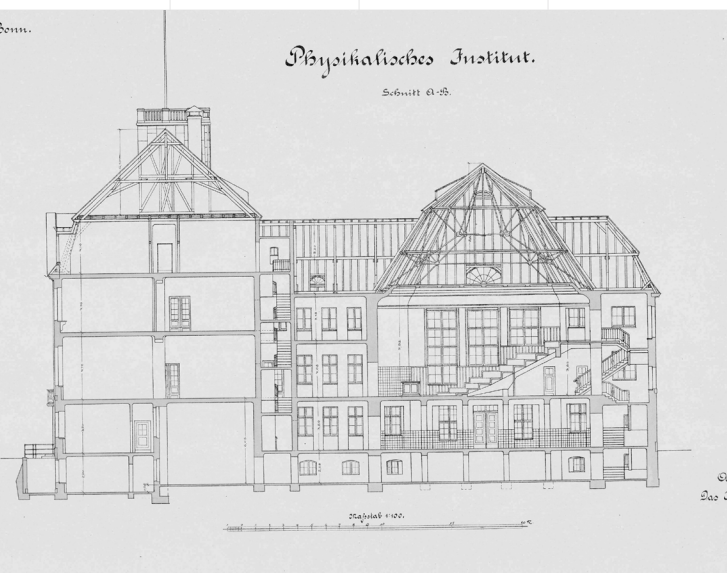 Bonn.
Physikalisches Institut.
Schnitt A-B.
Maßstab 1:100.
Das